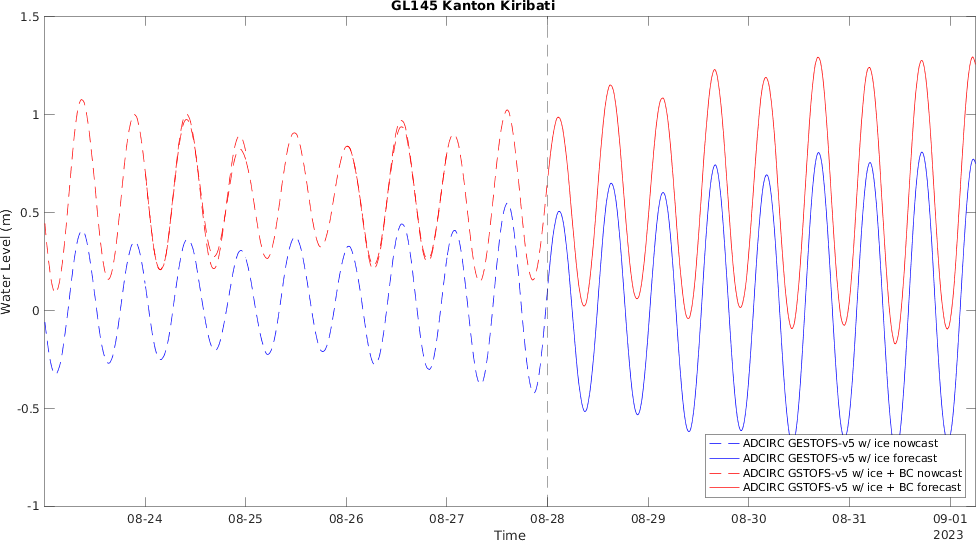 GL145 Kanton Kiribati
1.5
1
0.5
0
-0.5
-1
Water Level (m)
ADCIRC GESTOFS-v5 w/ ice nowcast
ADCIRC GESTOFS-v5 w/ ice forecast
ADCIRC GSTOFS-v5 w/ ice + BC nowcast
ADCIRC GSTOFS-v5 w/ ice + BC forecast
08-24 08-25 08-26 08-27 08-28 08-29 08-30 08-31 09-01
Time 2023